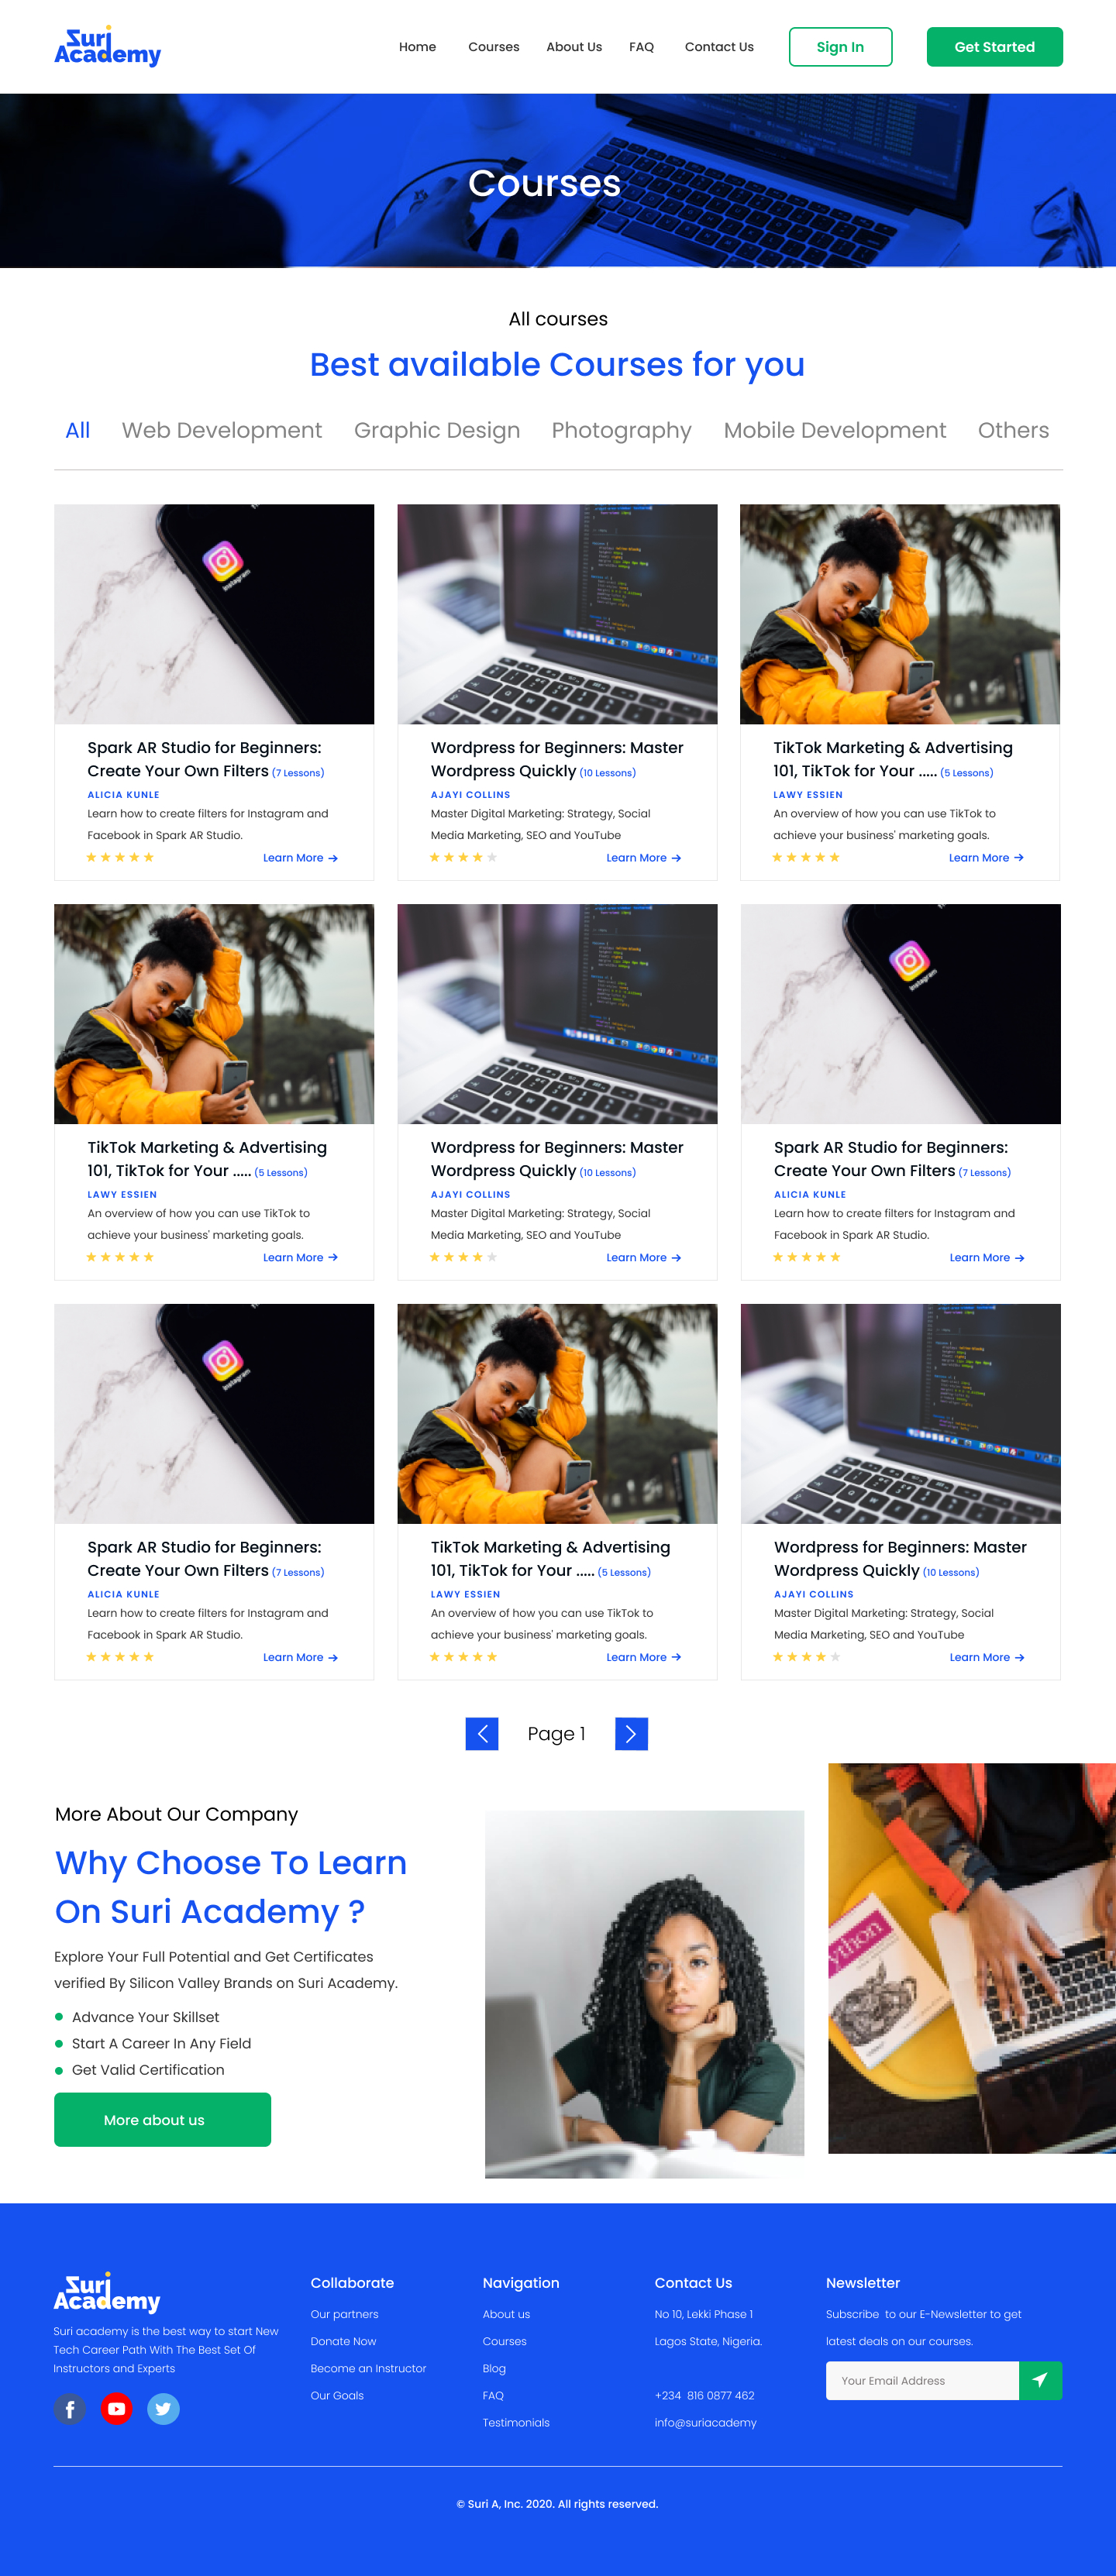 Suri
Academy
Home
Courses
About Us
FAQ
Contact Us
Sign In
Get Started
Courses
All courses
Best available Courses for you
All
Web Development
Graphic Design
Photography
Mobile Development
Others
Instagram
Spark AR Studio for Beginners:
Create Your Own Filters (7 Lessons)
ALICIA KUNLE
Learn how to create filters for Instagram and
Facebook in Spark AR Studio.
Learn More
Wordpress for Beginners: Master
Wordpress Quickly (10 Lessons)
AJAYI COLLINS
Master Digital Marketing: Strategy, Social
Media Marketing, SEO and YouTube
Learn More
TikTok Marketing & Advertising
101, TikTok for Your ..... (5 Lessons)
LAWY ESSIEN
An overview of how you can use TikTok to
achieve your business' marketing goals.
Learn More
TikTok Marketing & Advertising
101, TikTok for Your ..... (5 Lessons)
LAWY ESSIEN
An overview of how you can use TikTok to
achieve your business' marketing goals.
Learn More
Wordpress for Beginners: Master
Wordpress Quickly (10 Lessons)
AJAYI COLLINS
Master Digital Marketing: Strategy, Social
Media Marketing, SEO and YouTube
Learn More
Instagram
Spark AR Studio for Beginners:
Create Your Own Filters (7 Lessons)
ALICIA KUNLE
Learn how to create filters for Instagram and
Facebook in Spark AR Studio.
Learn More
Instagram
Spark AR Studio for Beginners:
Create Your Own Filters (7 Lessons)
ALICIA KUNLE
Learn how to create filters for Instagram and
Facebook in Spark AR Studio.
Learn More
TikTok Marketing & Advertising
101, TikTok for Your ..... (5 Lessons)
LAWY ESSIEN
An overview of how you can use TikTok to
achieve your business' marketing goals.
Learn More
Wordpress for Beginners: Master
Wordpress Quickly (10 Lessons)
AJAYI COLLINS
Master Digital Marketing: Strategy, Social
Media Marketing, SEO and YouTube
Learn More
Page 1
More About Our Company
Why Choose To Learn
On Suri Academy ?
Explore Your Full Potential and Get Certificates
verified By Silicon Valley Brands on Suri Academy.
Advance Your Skillset
Start A Career In Any Field
Get Valid Certification
More about us
ython
Suri
Academy
Suri academy is the best way to start New
Tech Career Path With The Best Set Of
Instructors and Experts
Collaborate
Our partners
Donate Now
Become an Instructor
Our Goals
Navigation
About us
Courses
Blog
FAQ
Testimonials
Contact Us
No 10, Lekki Phase 1
Lagos State, Nigeria.
+234  816 0877 462
info@suriacademy
Newsletter
Subscribe  to our E-Newsletter to get
latest deals on our courses.
Your Email Address
© Suri A, Inc. 2020. All rights reserved.